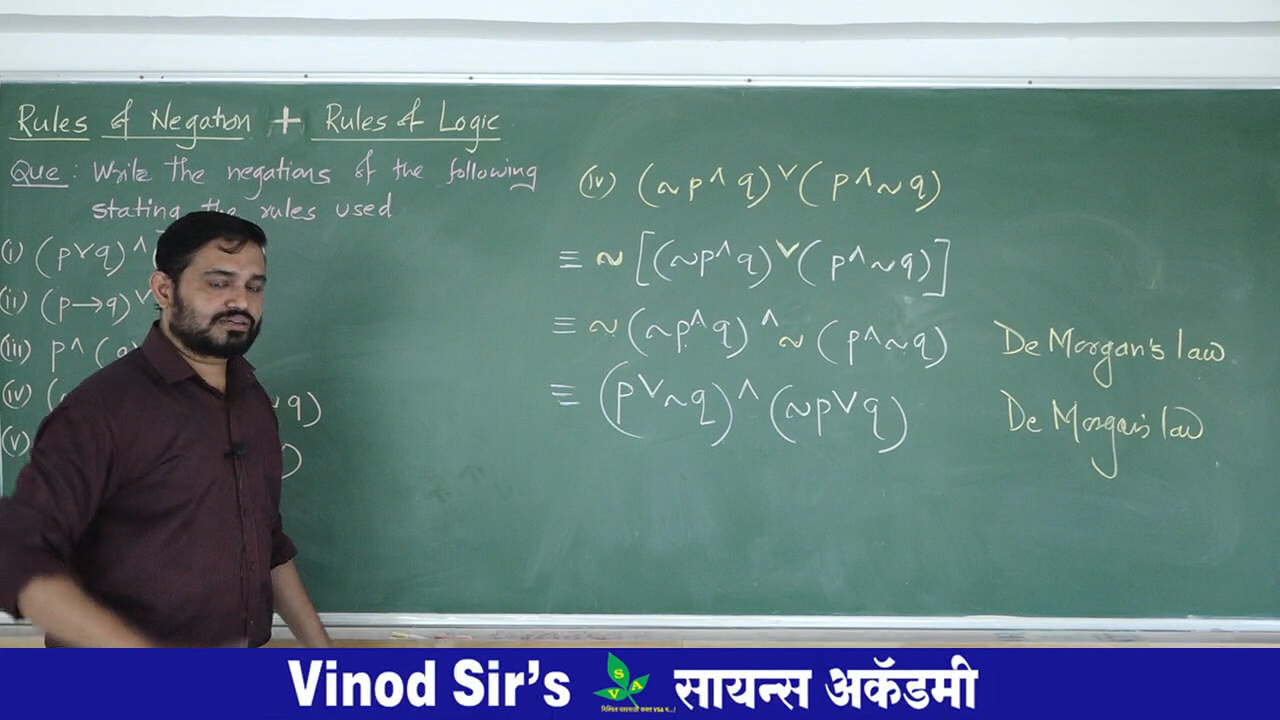 Rules of Negation + Rules of Logic
Que : Write the negations of the following
stating the rules used
(i) (p∨q)∧
(ii) (p→q)∨
(iii) p∧(q
(iv) ( ∼q)
(v) )
(iv) (∼p∧q)∨(p∧∼q)
≡ ∼[(∼p∧q)∨(p∧∼q)]
≡ ∼(∼p∧q)∧∼(p∧∼q) De Morgan's law
≡ (p∨∼q)∧(∼p∨q) De Morgan's law
Vinod Sir's SVA सायन्स अकॅडमी